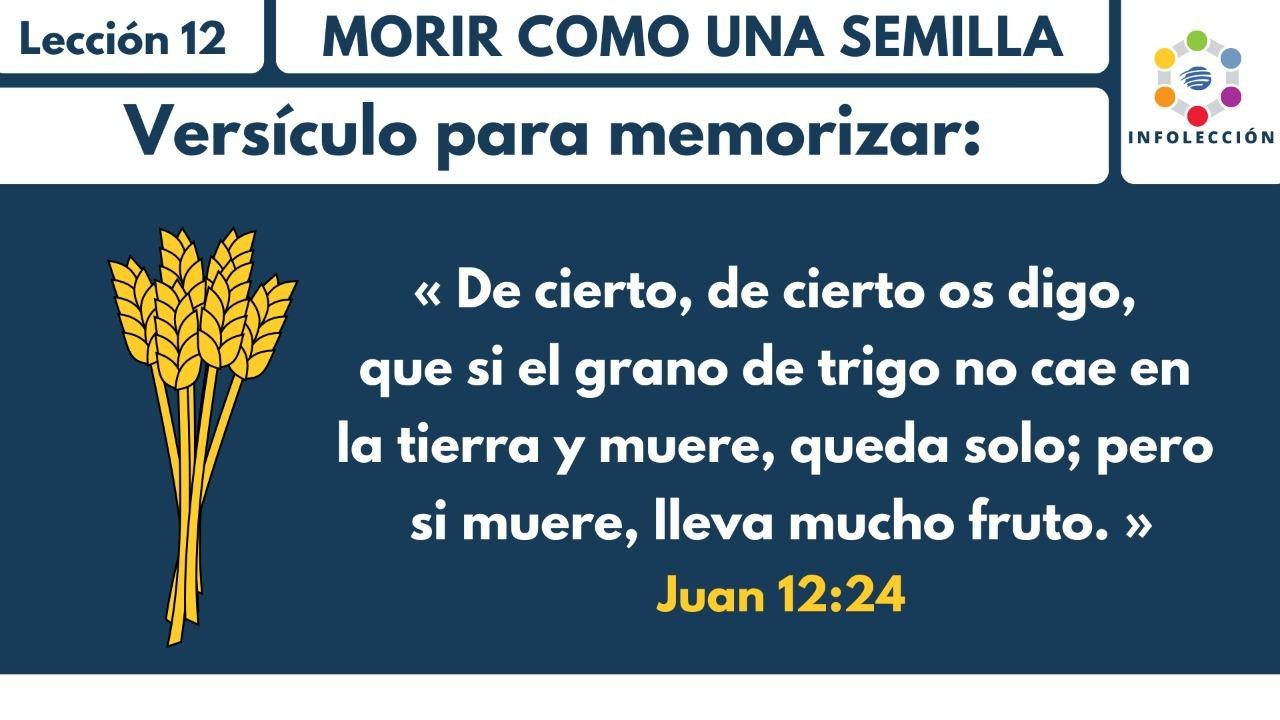 Lección 12
MORIR COMO UNA SEMILLA
INFOLECCIÓN
Versículo para memorizar:
« De cierto, de cierto os digo,
que si el grano de trigo no cae en
la tierra y muere, queda solo; pero
si muere, lleva mucho fruto. »
Juan 12:24